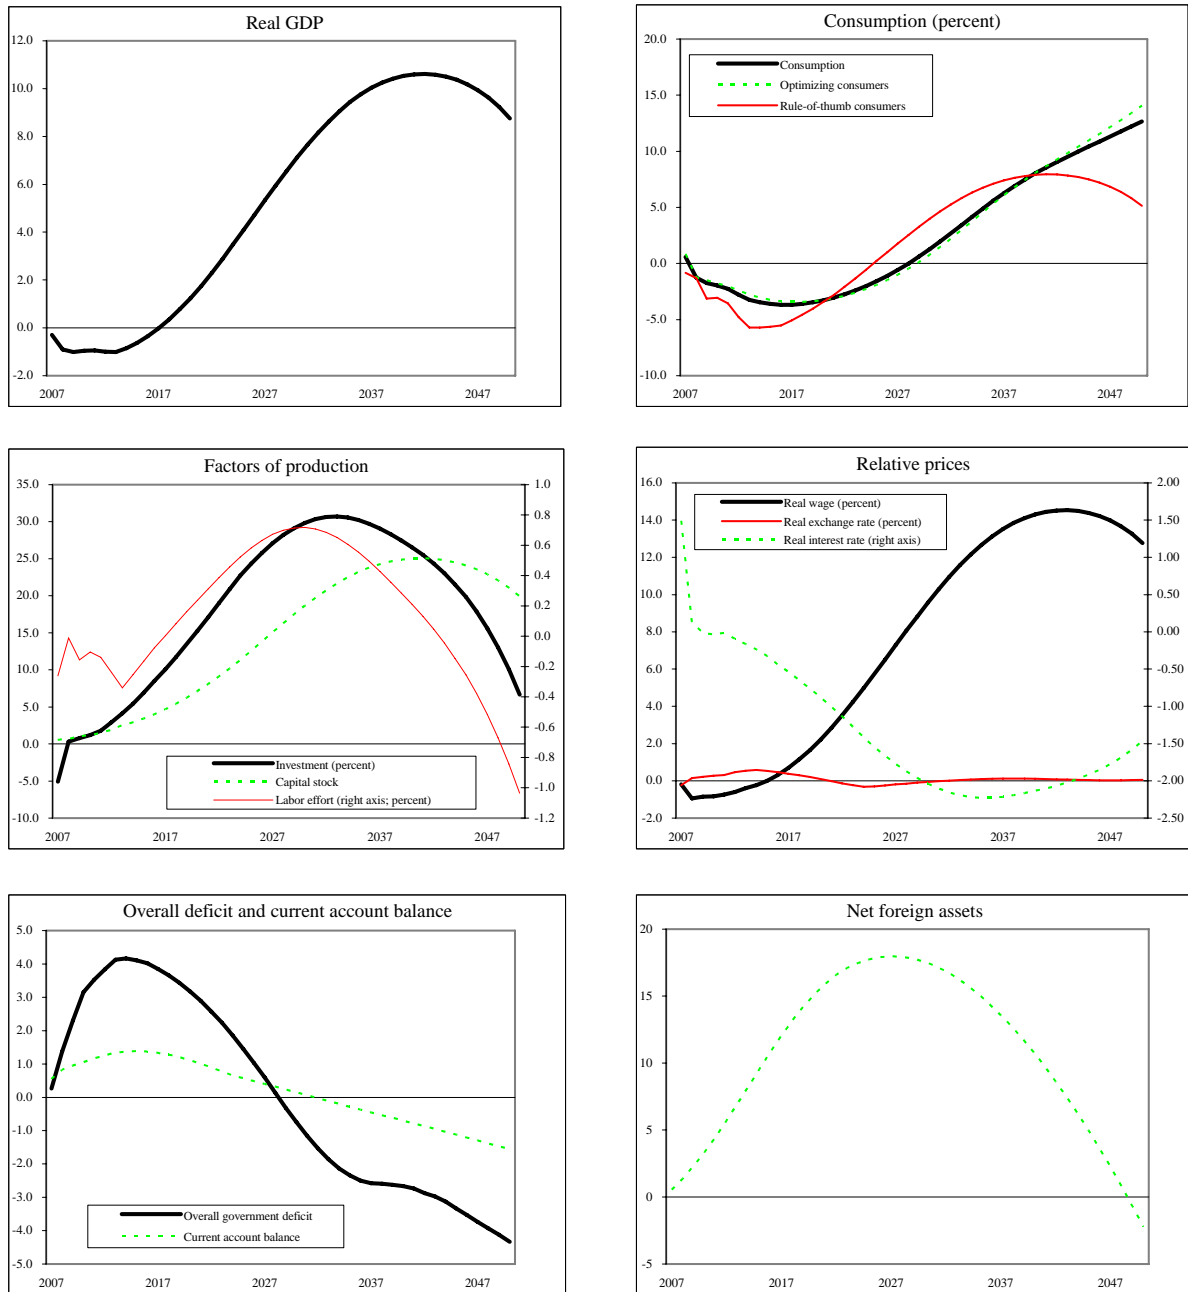 Real GDP
12.0
10.0
8.0
6.0
4.0
2.0
0.0
-2.0
2007 2017 2027 2037 2047
Consumption (percent)
20.0
15.0
10.0
5.0
0.0
-5.0
-10.0
Consumption
Optimizing consumers
Rule-of-thumb consumers
2007 2017 2027 2037 2047
Factors of production
35.0 1.0
30.0 0.8
25.0 0.6
20.0 0.4
15.0 0.2
10.0 0.0
5.0 -0.2
0.0 -0.4
-5.0 -0.6
-10.0 -0.8
-1.0
-1.2
Investment (percent)
Capital stock
Labor effort (right axis; percent)
2007 2017 2027 2037 2047
Relative prices
16.0 2.00
14.0 1.50
12.0 1.00
10.0 0.50
8.0 0.00
6.0 -0.50
4.0 -1.00
2.0 -1.50
0.0 -2.00
-2.0 -2.50
Real wage (percent)
Real exchange rate (percent)
Real interest rate (right axis)
2007 2017 2027 2037 2047
Overall deficit and current account balance
5.0
4.0
3.0
2.0
1.0
0.0
-1.0
-2.0
-3.0
-4.0
-5.0
Overall government deficit
Current account balance
2007 2017 2027 2037 2047
Net foreign assets
20
15
10
5
0
-5
2007 2017 2027 2037 2047